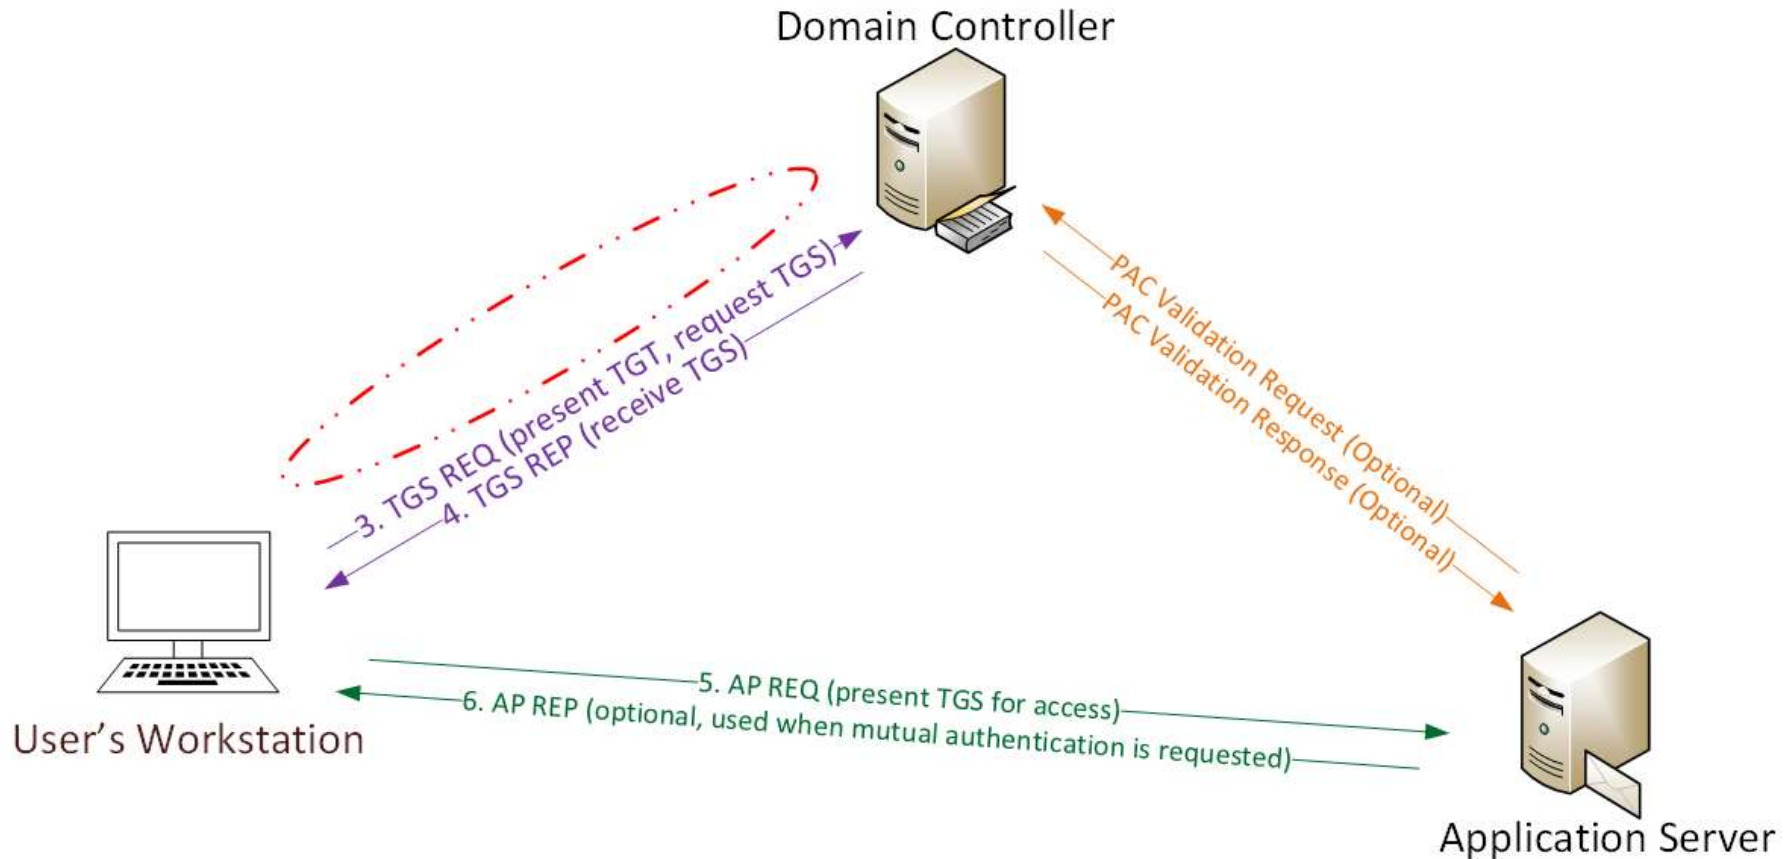 Domain Controller
3. TGS REQ (present TGT, request TGS)
4. TGS REP (receive TGS)
PAC Validation Request (Optional)
PAC Validation Response (Optional)
5. AP REQ (present TGS for access)
6. AP REP (optional, used when mutual authentication is requested)
User's Workstation
Application Server